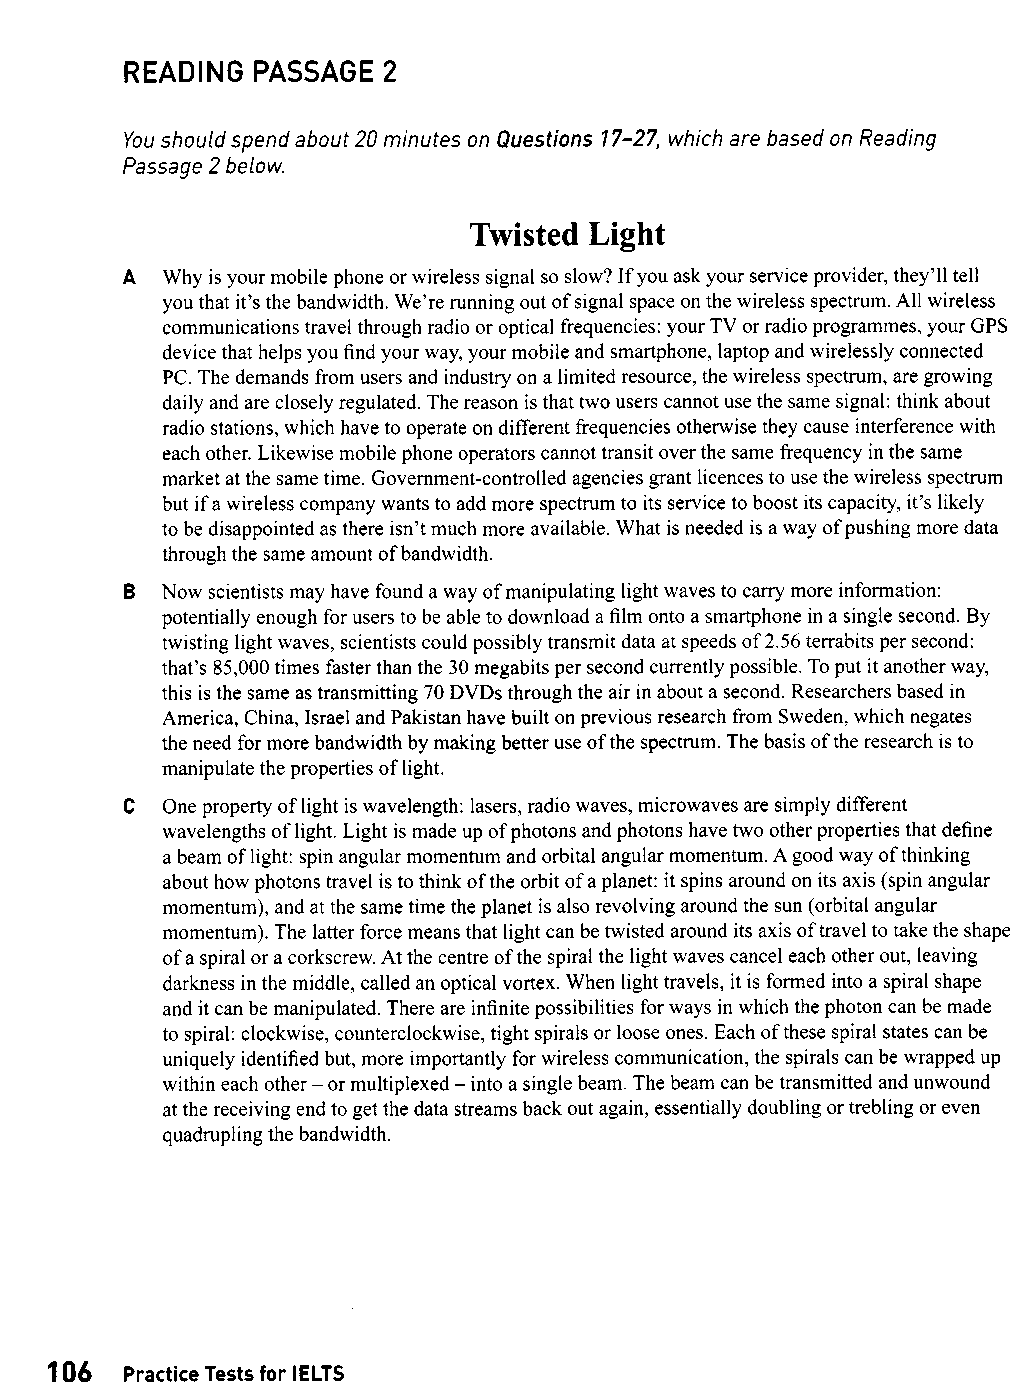 READING PASSAGE 2
You should spend about 20 minutes on Questions 17–27, which are based on Reading
Passage 2 below.
Twisted Light
A Why is your mobile phone or wireless signal so slow? If you ask your service provider, they'll tell
you that it's the bandwidth. We're running out of signal space on the wireless spectrum. All wireless
communications travel through radio or optical frequencies: your TV or radio programmes, your GPS
device that helps you find your way, your mobile and smartphone, laptop and wirelessly connected
PC. The demands from users and industry on a limited resource, the wireless spectrum, are growing
daily and are closely regulated. The reason is that two users cannot use the same signal: think about
radio stations, which have to operate on different frequencies otherwise they cause interference with
each other. Likewise mobile phone operators cannot transit over the same frequency in the same
market at the same time. Government-controlled agencies grant licences to use the wireless spectrum
but if a wireless company wants to add more spectrum to its service to boost its capacity, it's likely
to be disappointed as there isn't much more available. What is needed is a way of pushing more data
through the same amount of bandwidth.
B Now scientists may have found a way of manipulating light waves to carry more information:
potentially enough for users to be able to download a film onto a smartphone in a single second. By
twisting light waves, scientists could possibly transmit data at speeds of 2.56 terrabits per second:
that's 85,000 times faster than the 30 megabits per second currently possible. To put it another way,
this is the same as transmitting 70 DVDs through the air in about a second. Researchers based in
America, China, Israel and Pakistan have built on previous research from Sweden, which negates
the need for more bandwidth by making better use of the spectrum. The basis of the research is to
manipulate the properties of light.
C One property of light is wavelength: lasers, radio waves, microwaves are simply different
wavelengths of light. Light is made up of photons and photons have two other properties that define
a beam of light: spin angular momentum and orbital angular momentum. A good way of thinking
about how photons travel is to think of the orbit of a planet: it spins around on its axis (spin angular
momentum), and at the same time the planet is also revolving around the sun (orbital angular
momentum). The latter force means that light can be twisted around its axis of travel to take the shape
of a spiral or a corkscrew. At the centre of the spiral the light waves cancel each other out, leaving
darkness in the middle, called an optical vortex. When light travels, it is formed into a spiral shape
and it can be manipulated. There are infinite possibilities for ways in which the photon can be made
to spiral: clockwise, counterclockwise, tight spirals or loose ones. Each of these spiral states can be
uniquely identified but, more importantly for wireless communication, the spirals can be wrapped up
within each other – or multiplexed – into a single beam. The beam can be transmitted and unwound
at the receiving end to get the data streams back out again, essentially doubling or trebling or even
quadrupling the bandwidth.
106 Practice Tests for IELTS